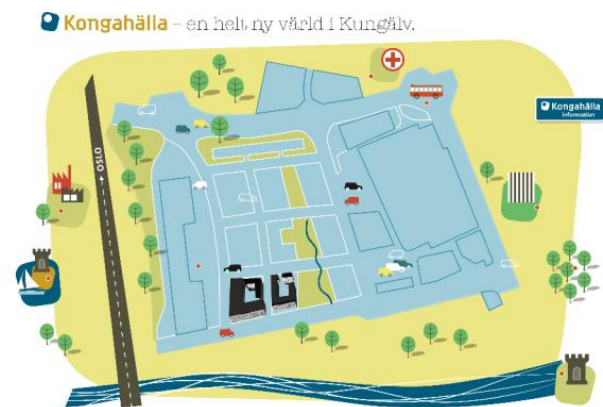 Kongahälla – en helt ny värld i Kungälv.
Kongahälla
information
OSLO